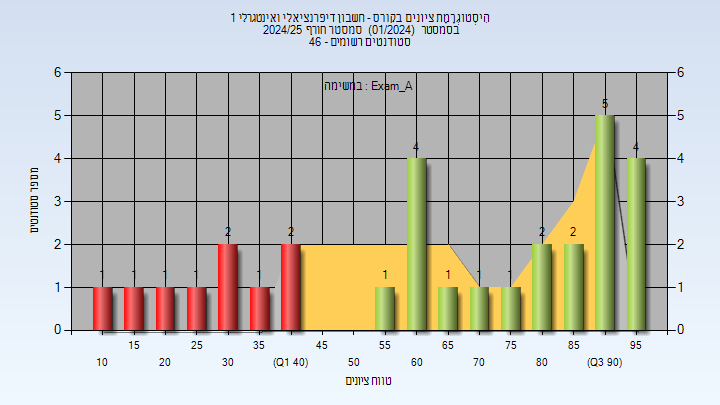 הִיסְטוֹגְרָמַת ציונים בקורס - חשבון דיפרנציאלי ואינטגרלי 1
בסמסטר (01/2024) סמסטר חורף 2024/25
סטודנטים רשומים - 46
במשימה : Exam_A
מספר סטודנטים
6 6
5 5
4 4
3 3
2 2
1 1
0 0
1 1 1 1 2 1 2 1 4 1 1 1 2 2 5 4
15 25 35 45 55 65 75 85 95
10 20 30 (Q1 40) 50 60 70 80 (Q3 90)
טווח ציונים